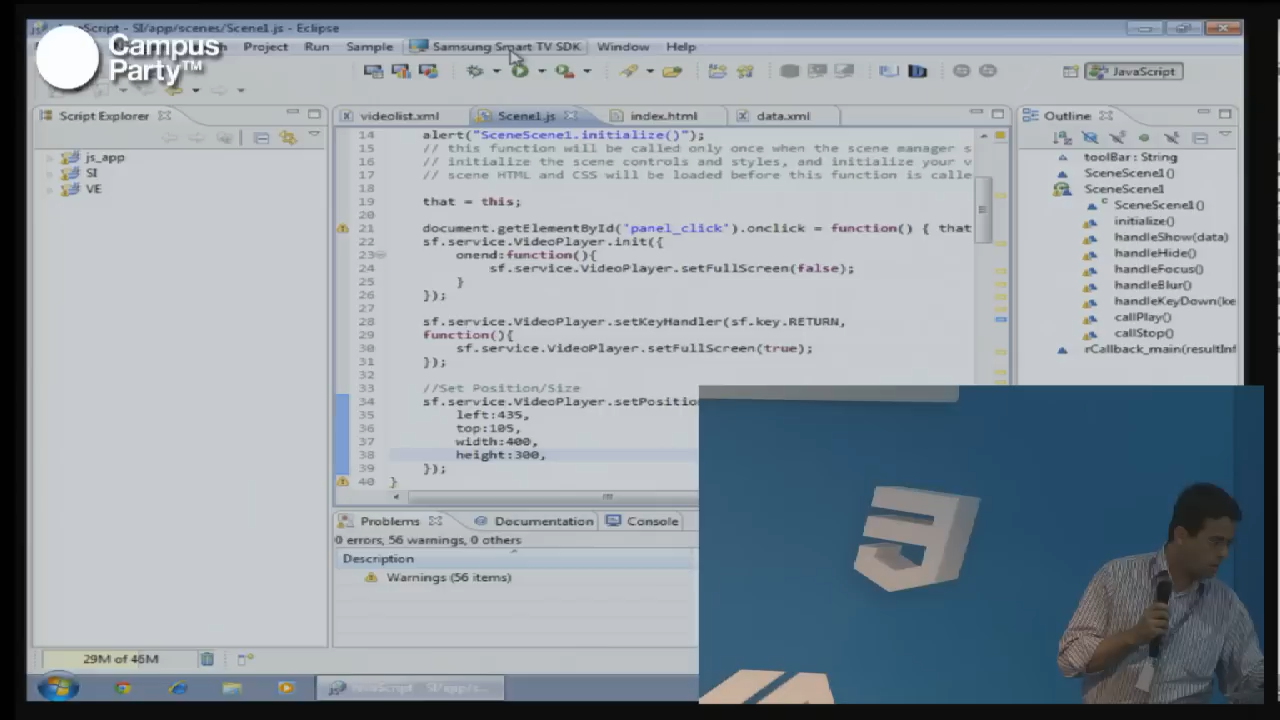 JavaScript - SI/app/scenes/Scene1.js - Eclipse
Campus
Party™
Project Run Sample Samsung Smart TV SDK Window Help
JavaScript
Script Explorer
videolist.xml Scene1.js index.html data.xml
Outline
js_app
SI
VE
14 alert("SceneScene1.initialize()");
15 // this function will be called only once when the scene manager s
16 // initialize the scene controls and styles, and initialize your v
17 // scene HTML and CSS will be loaded before this function is calle
18
19 that = this;
20
21 document.getElementById('panel_click').onclick = function() { that
22 sf.service.VideoPlayer.init({
23 onend:function(){
24 sf.service.VideoPlayer.setFullScreen(false);
25 }
26 });
27
28 sf.service.VideoPlayer.setKeyHandler(sf.key.RETURN,
29 function(){
30 sf.service.VideoPlayer.setFullScreen(true);
31 });
32
33 //Set Position/Size
34 sf.service.VideoPlayer.setPositio
35 left:435,
36 top:105,
37 width:400,
38 height:300,
39 });
40 }
toolBar: String
SceneScene1()
SceneScene1
SceneScene1()
initialize()
handleShow(data)
handleHide()
handleFocus()
handleBlur()
handleKeyDown(ke
callPlay()
callStop()
rCallback_main(resultInf
Problems Documentation Console
0 errors, 56 warnings, 0 others
Description
Warnings (56 items)
29M of 46M
JavaScript - SI/app/s...